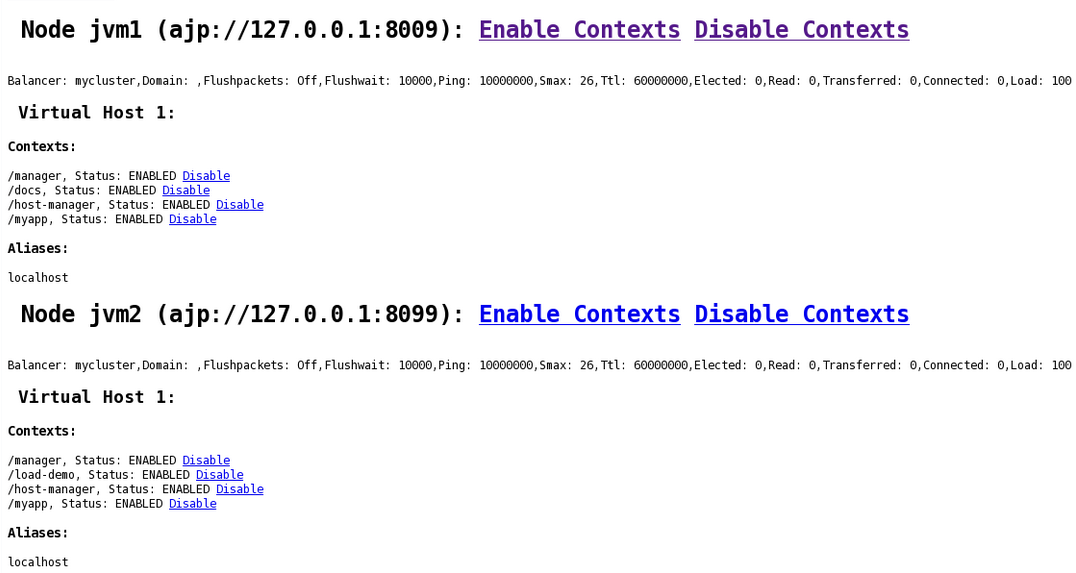 Node jvm1 (ajp://127.0.0.1:8009): Enable Contexts Disable Contexts
Balancer: mycluster,Domain: ,Flushpackets: Off,Flushwait: 10000,Ping: 10000000,Smax: 26,Ttl: 60000000,Elected: 0,Read: 0,Transferred: 0,Connected: 0,Load: 100
Virtual Host 1:
Contexts:
/manager, Status: ENABLED Disable
/docs, Status: ENABLED Disable
/host-manager, Status: ENABLED Disable
/myapp, Status: ENABLED Disable
Aliases:
localhost
Node jvm2 (ajp://127.0.0.1:8099): Enable Contexts Disable Contexts
Balancer: mycluster,Domain: ,Flushpackets: Off,Flushwait: 10000,Ping: 10000000,Smax: 26,Ttl: 60000000,Elected: 0,Read: 0,Transferred: 0,Connected: 0,Load: 100
Virtual Host 1:
Contexts:
/manager, Status: ENABLED Disable
/load-demo, Status: ENABLED Disable
/host-manager, Status: ENABLED Disable
/myapp, Status: ENABLED Disable
Aliases:
localhost